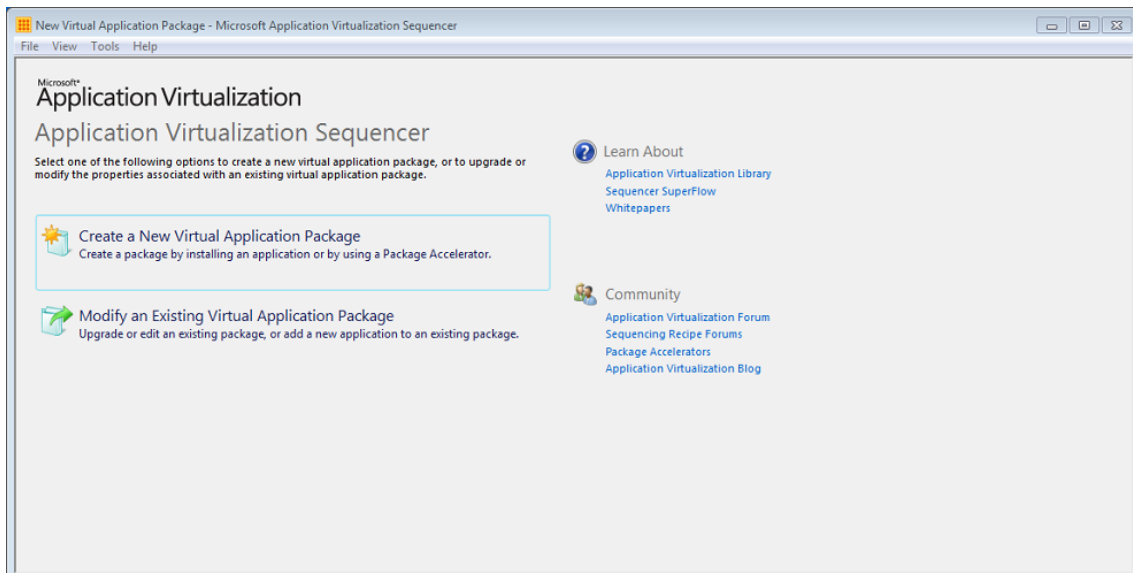 New Virtual Application Package - Microsoft Application Virtualization Sequencer
File View Tools Help
Microsoft®
Application Virtualization
Application Virtualization Sequencer
Select one of the following options to create a new virtual application package, or to upgrade or
modify the properties associated with an existing virtual application package.
Create a New Virtual Application Package
Create a package by installing an application or by using a Package Accelerator.
Modify an Existing Virtual Application Package
Upgrade or edit an existing package, or add a new application to an existing package.
Learn About
Application Virtualization Library
Sequencer SuperFlow
Whitepapers
Community
Application Virtualization Forum
Sequencing Recipe Forums
Package Accelerators
Application Virtualization Blog